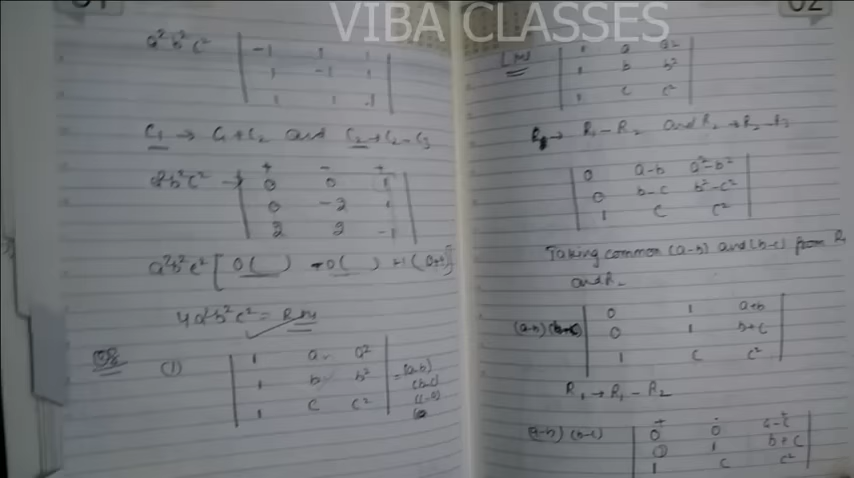 VIBA CLASSES
02
a²b²c² | -1 1 1 |
| 1 -1 1 |
| 1 1 -1 |
C₁ → C₁+C₂ and C₂→C₂-C₃
+ - +
a²b²c² → | 0 0 1 |
| 0 -2 1 |
| 2 2 -1 |
a²b²c² [ 0( ) -0( ) +1(0+4)]
4a²b²c² = R.H.S
Q8 (i) | 1 a a² |
| 1 b b² | = (a-b)
(b-c)
| 1 c c² | (c-a)
L.H.S | 1 a a² |
| 1 b b² |
| 1 c c² |
R₁→ R₁-R₂ and R₂→R₂-R₃
| 0 a-b a²-b² |
| 0 b-c b²-c² |
| 1 c c² |
Taking common (a-b) and (b-c) from R₁
and R₂
| 0 1 a+b |
(a-b) (b-c) | 0 1 b+c |
| 1 c c² |
R₁→R₁-R₂
+ - +
(a-b) (b-c) | 0 0 a-c |
| 0 1 b+c |
| 1 c c² |